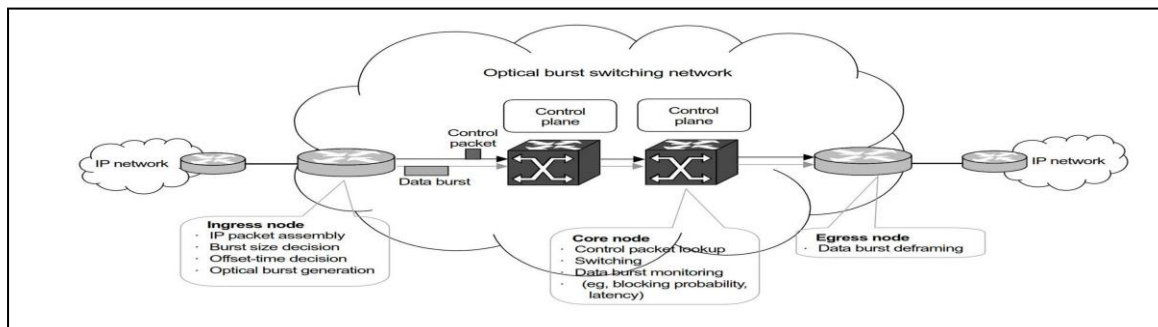 Optical burst switching network
Control
plane
Control
plane
Control
packet
IP network
Data burst
IP network
Ingress node
· IP packet assembly
· Burst size decision
· Offset-time decision
· Optical burst generation
Core node
· Control packet lookup
· Switching
· Data burst monitoring
· (eg, blocking probability,
latency)
Egress node
· Data burst deframing